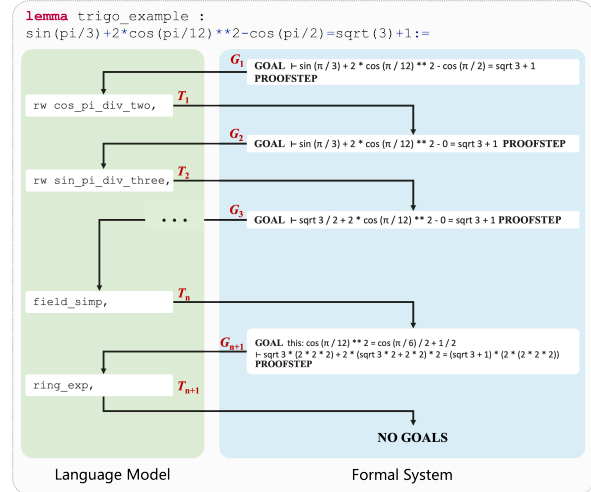 lemma trigo_example :
sin(pi/3)+2*cos(pi/12)**2-cos(pi/2)=sqrt(3)+1:=
G1
GOAL ⊢ sin (π / 3) + 2 * cos (π / 12) ** 2 - cos (π / 2) = sqrt 3 + 1
PROOFSTEP
rw cos_pi_div_two,
T1
G2
GOAL ⊢ sin (π / 3) + 2 * cos (π / 12) ** 2 - 0 = sqrt 3 + 1 PROOFSTEP
rw sin_pi_div_three,
T2
G3
GOAL ⊢ sqrt 3 / 2 + 2 * cos (π / 12) ** 2 - 0 = sqrt 3 + 1 PROOFSTEP
...
field_simp,
Tn
Gn+1
GOAL this: cos (π / 12) ** 2 = cos (π / 6) / 2 + 1 / 2
⊢ sqrt 3 * (2 * 2 * 2) + 2 * (sqrt 3 * 2 + 2 * 2) * 2 = (sqrt 3 + 1) * (2 * (2 * 2 * 2))
PROOFSTEP
ring_exp,
Tn+1
NO GOALS
Language Model
Formal System